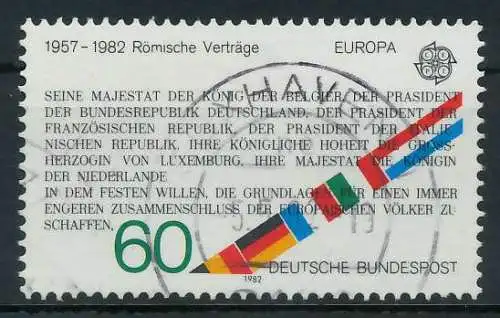 1957-1982 Römische Verträge EUROPA
CEPT
SEINE MAJESTÄT DER KÖNIG DER BELGIER, DER PRÄSIDENT
DER BUNDESREPUBLIK DEUTSCHLAND, DER PRÄSIDENT DER
FRANZÖSISCHEN REPUBLIK, DER PRÄSIDENT DER ITALIE-
NISCHEN REPUBLIK, IHRE KÖNIGLICHE HOHEIT DIE GROSS-
HERZOGIN VON LUXEMBURG, IHRE MAJESTÄT DIE KÖNIGIN
DER NIEDERLANDE
IN DEM FESTEN WILLEN, DIE GRUNDLAGEN FÜR EINEN IMMER
ENGEREN ZUSAMMENSCHLUSS DER EUROPÄISCHEN VÖLKER ZU
SCHAFFEN,
60
1982
DEUTSCHE BUNDESPOST